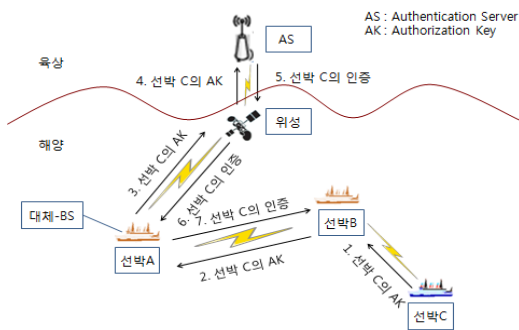 AS : Authentication Server
AK : Authorization Key
AS
육상
4. 선박 C의 AK
5. 선박 C의 인증
위성
해양
3. 선박 C의 AK
6. 선박 C의 인증
대체-BS
7. 선박 C의 인증
선박B
선박A
2. 선박 C의 AK
1. 선박 C의 AK
선박C